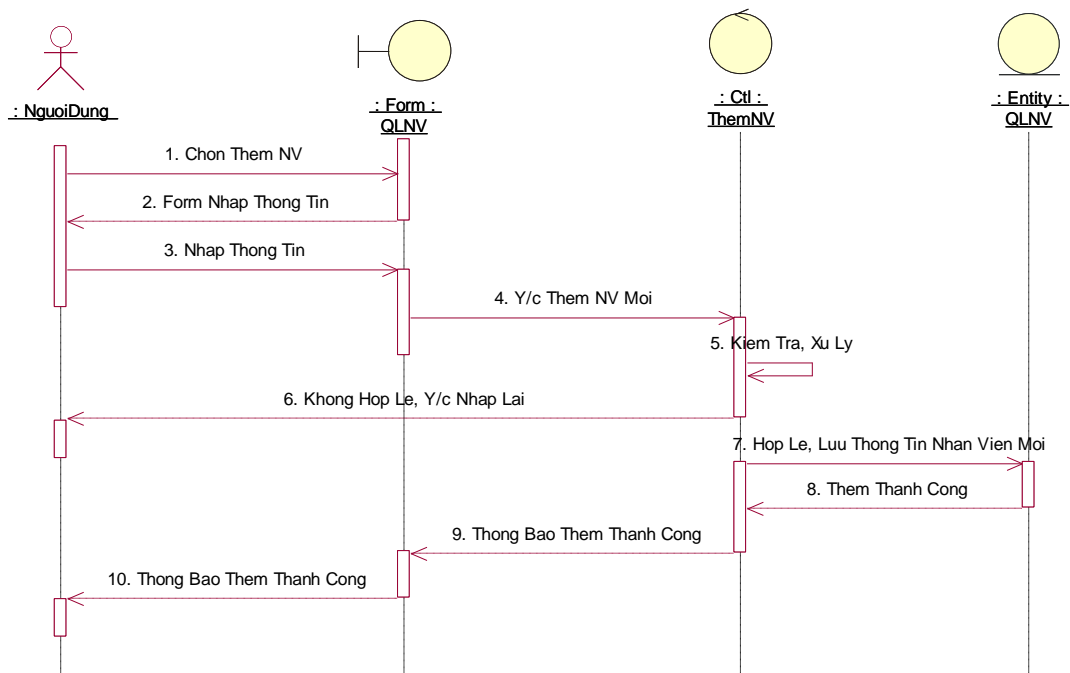 : NguoiDung
: Form :
QLNV
: Ctl :
ThemNV
: Entity :
QLNV
1. Chon Them NV
2. Form Nhap Thong Tin
3. Nhap Thong Tin
4. Y/c Them NV Moi
5. Kiem Tra, Xu Ly
6. Khong Hop Le, Y/c Nhap Lai
7. Hop Le, Luu Thong Tin Nhan Vien Moi
8. Them Thanh Cong
9. Thong Bao Them Thanh Cong
10. Thong Bao Them Thanh Cong